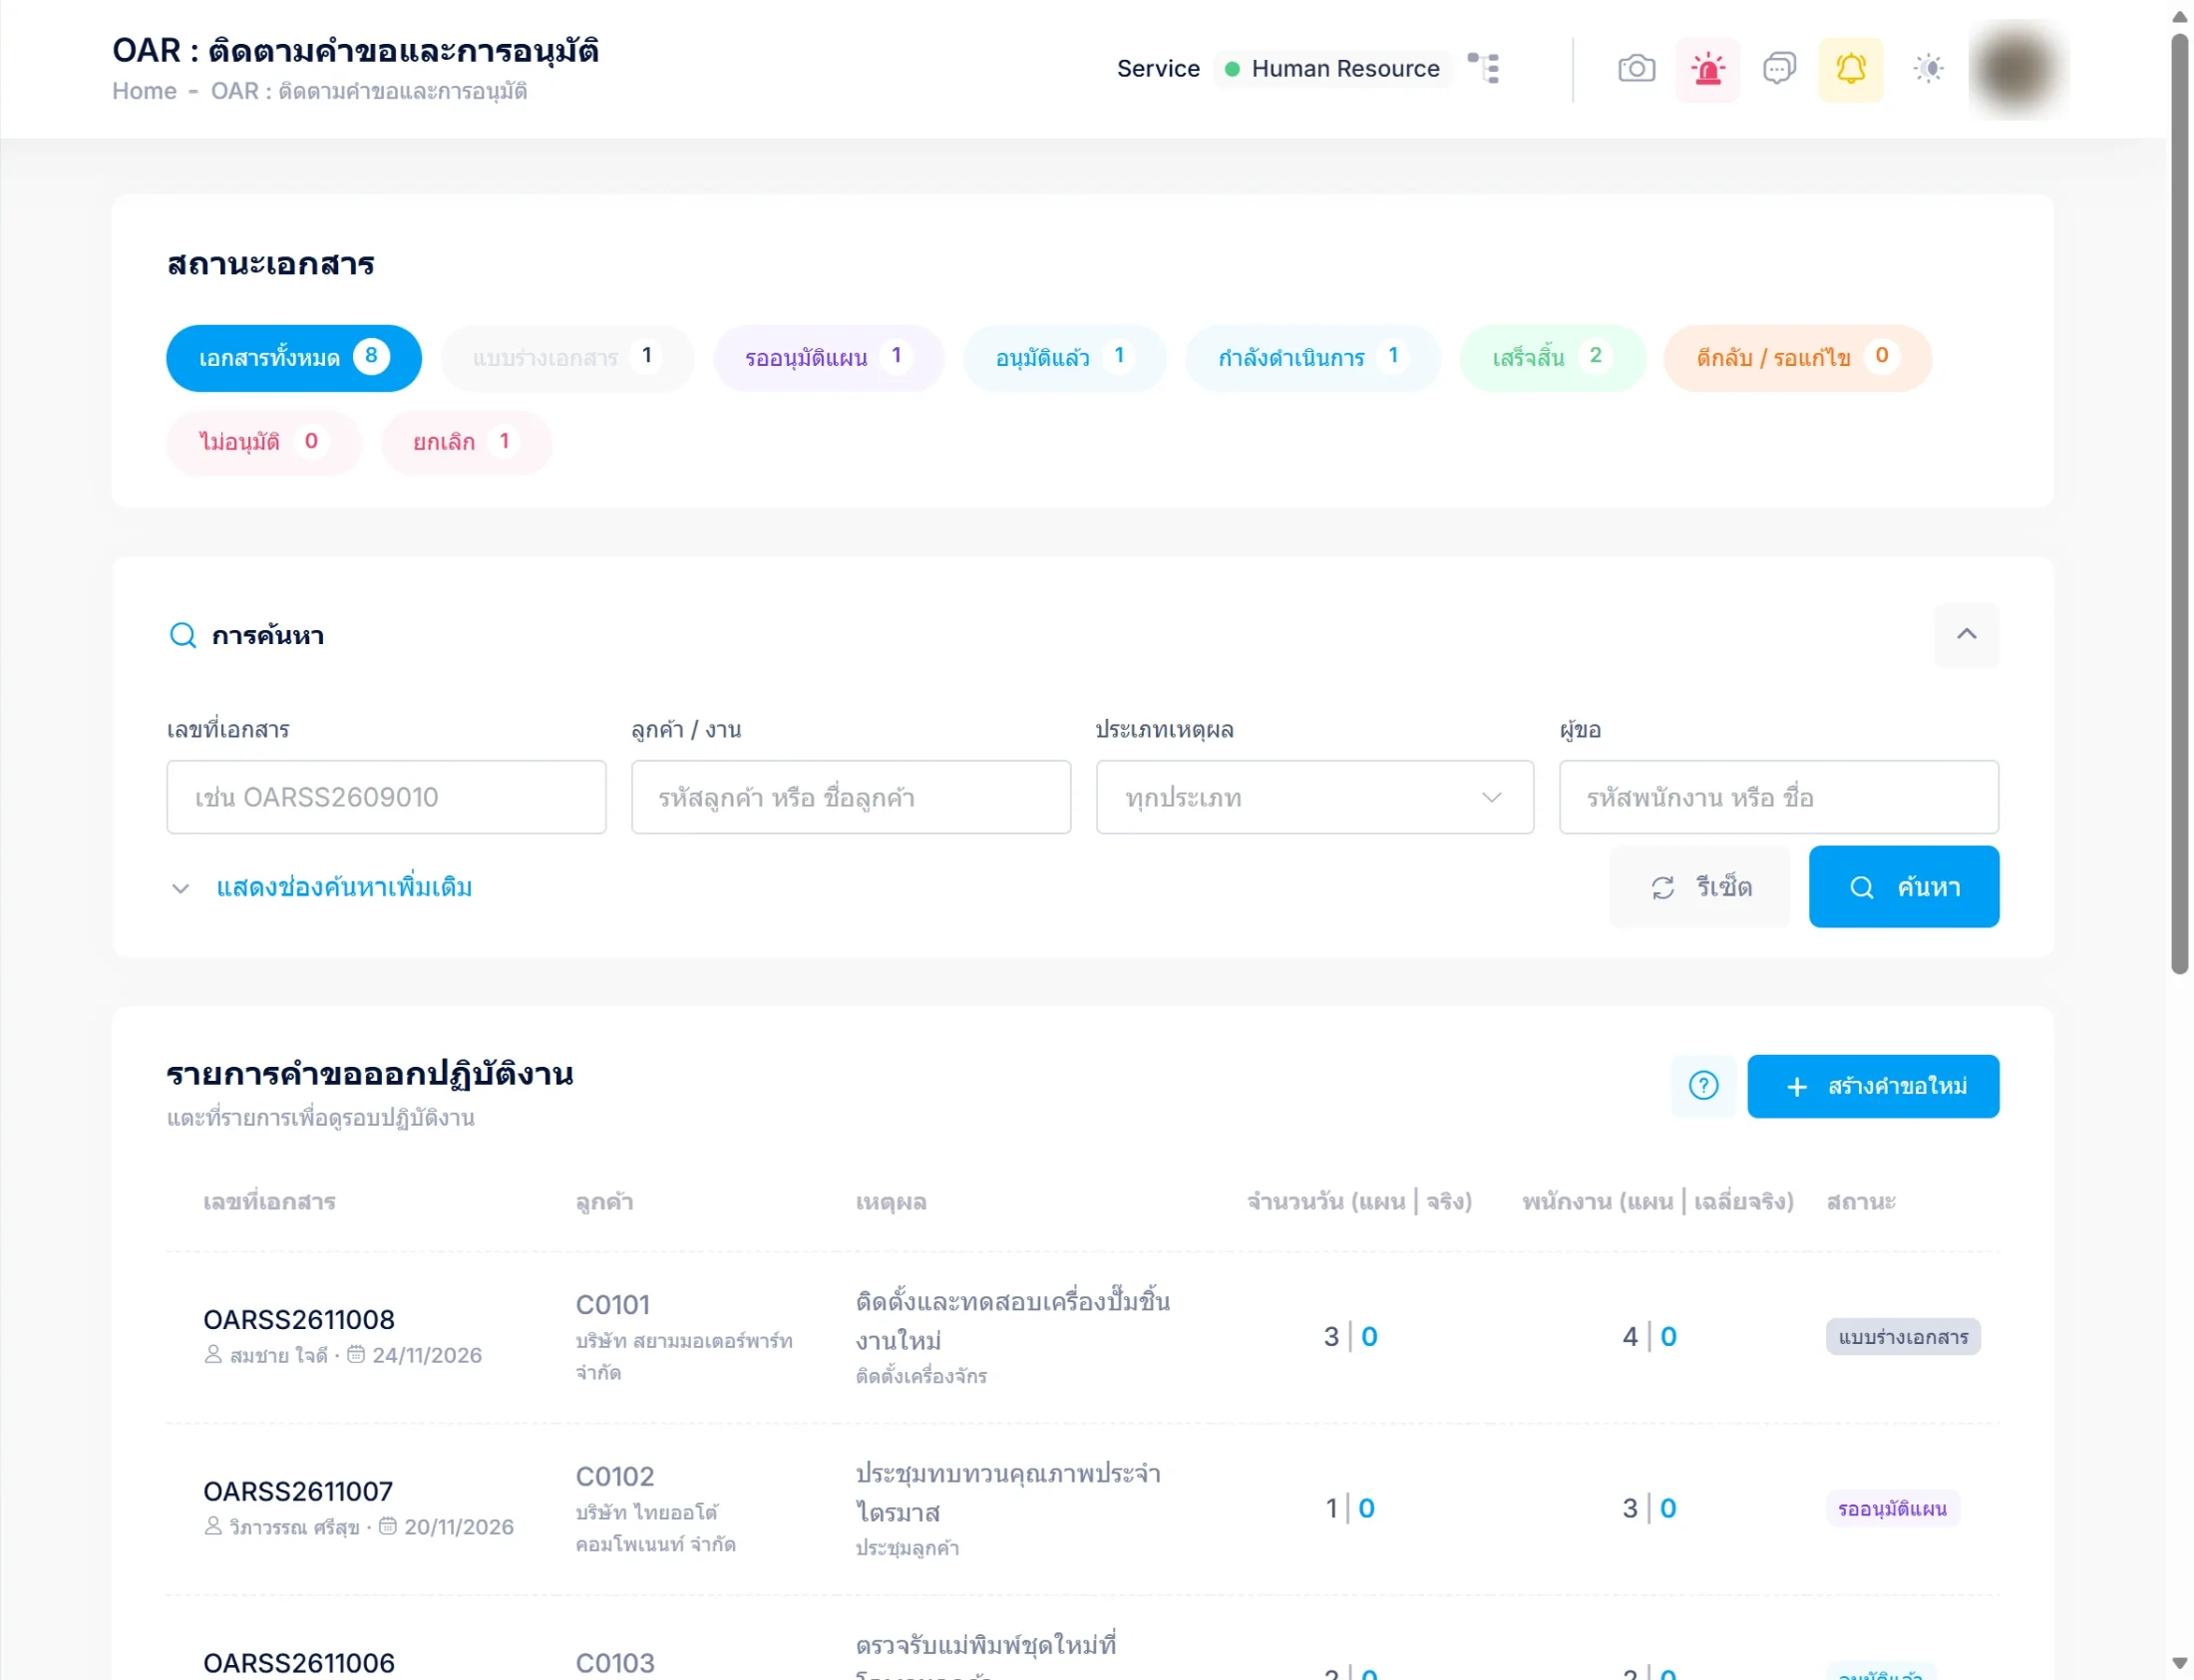 OAR : ติดตามคำขอและการอนุมัติ
Home - OAR : ติดตามคำขอและการอนุมัติ
Service Human Resource
สถานะเอกสาร
เอกสารทั้งหมด 8
แบบร่างเอกสาร 1
รออนุมัติแผน 1
อนุมัติแล้ว 1
กำลังดำเนินการ 1
เสร็จสิ้น 2
ตีกลับ / รอแก้ไข 0
ไม่อนุมัติ 0
ยกเลิก 1
การค้นหา
เลขที่เอกสาร
ลูกค้า / งาน
ประเภทเหตุผล
ผู้ขอ
เช่น OARSS2609010
รหัสลูกค้า หรือ ชื่อลูกค้า
ทุกประเภท
รหัสพนักงาน หรือ ชื่อ
แสดงช่องค้นหาเพิ่มเติม
รีเซ็ต
ค้นหา
รายการคำขอออกปฏิบัติงาน
แตะที่รายการเพื่อดูรอบปฏิบัติงาน
สร้างคำขอใหม่
เลขที่เอกสาร
ลูกค้า
เหตุผล
จำนวนวัน (แผน | จริง)
พนักงาน (แผน | เฉลี่ยจริง)
สถานะ
OARSS2611008
สมชาย ใจดี · 24/11/2026
C0101
บริษัท สยามมอเตอร์พาร์ท
จำกัด
ติดตั้งและทดสอบเครื่องปั๊มชิ้น
งานใหม่
ติดตั้งเครื่องจักร
3 | 0
4 | 0
แบบร่างเอกสาร
OARSS2611007
วิภาวรรณ ศรีสุข · 20/11/2026
C0102
บริษัท ไทยออโต้
คอมโพเนนท์ จำกัด
ประชุมทบทวนคุณภาพประจำ
ไตรมาส
ประชุมลูกค้า
1 | 0
3 | 0
รออนุมัติแผน
OARSS2611006
C0103
ตรวจรับแม่พิมพ์ชุดใหม่ที่
2 | 0
2 | 0
อนุมัติแล้ว